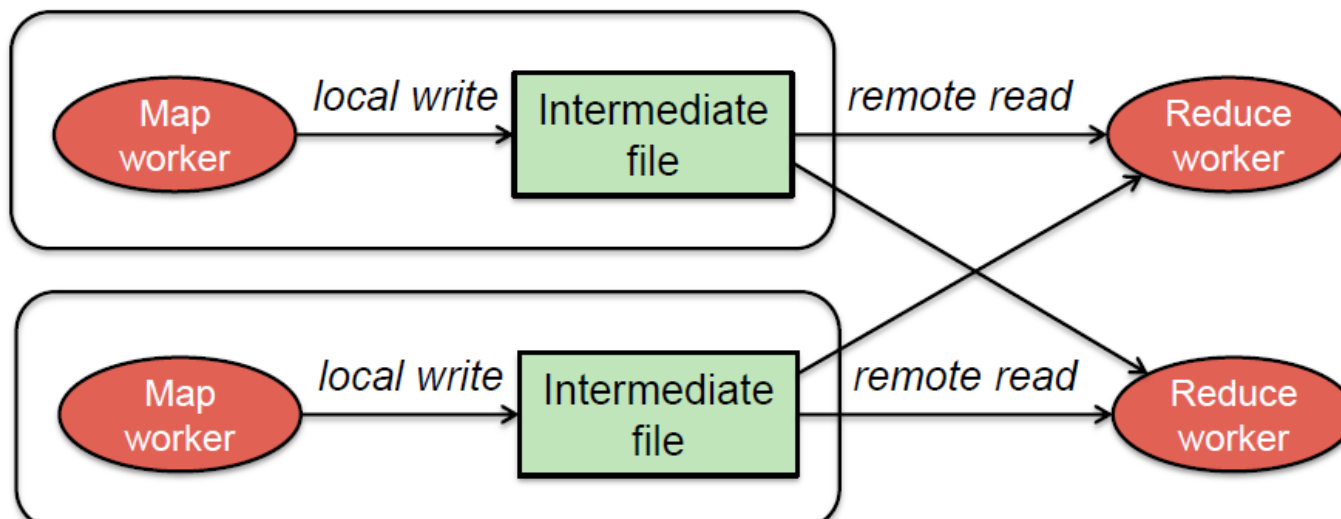 Map
worker
local write
Intermediate
file
remote read
Reduce
worker
Map
worker
local write
Intermediate
file
remote read
Reduce
worker